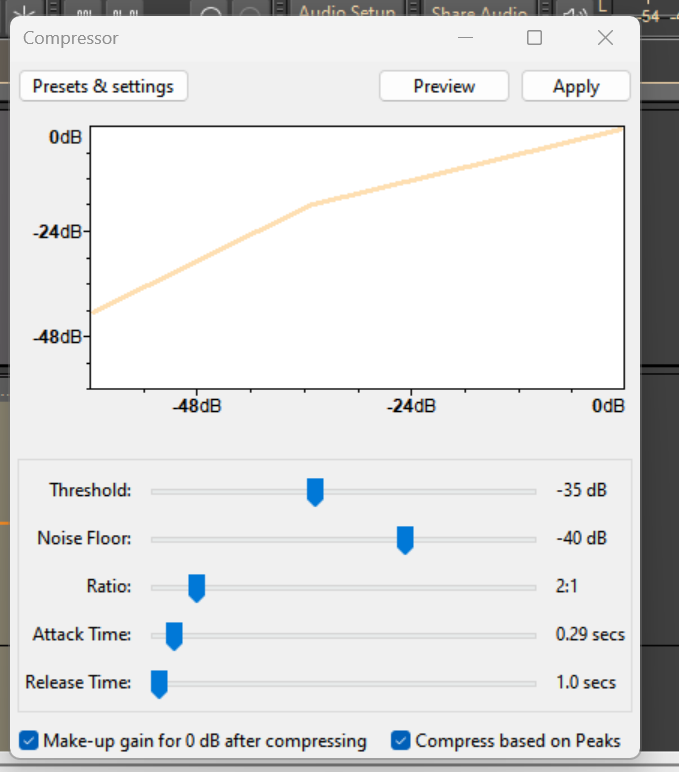 Audio Setup Share Audio L -54
Compressor
Presets & settings Preview Apply
0dB
-24dB
-48dB
-48dB -24dB 0dB
Threshold: -35 dB
Noise Floor: -40 dB
Ratio: 2:1
Attack Time: 0.29 secs
Release Time: 1.0 secs
Make-up gain for 0 dB after compressing Compress based on Peaks